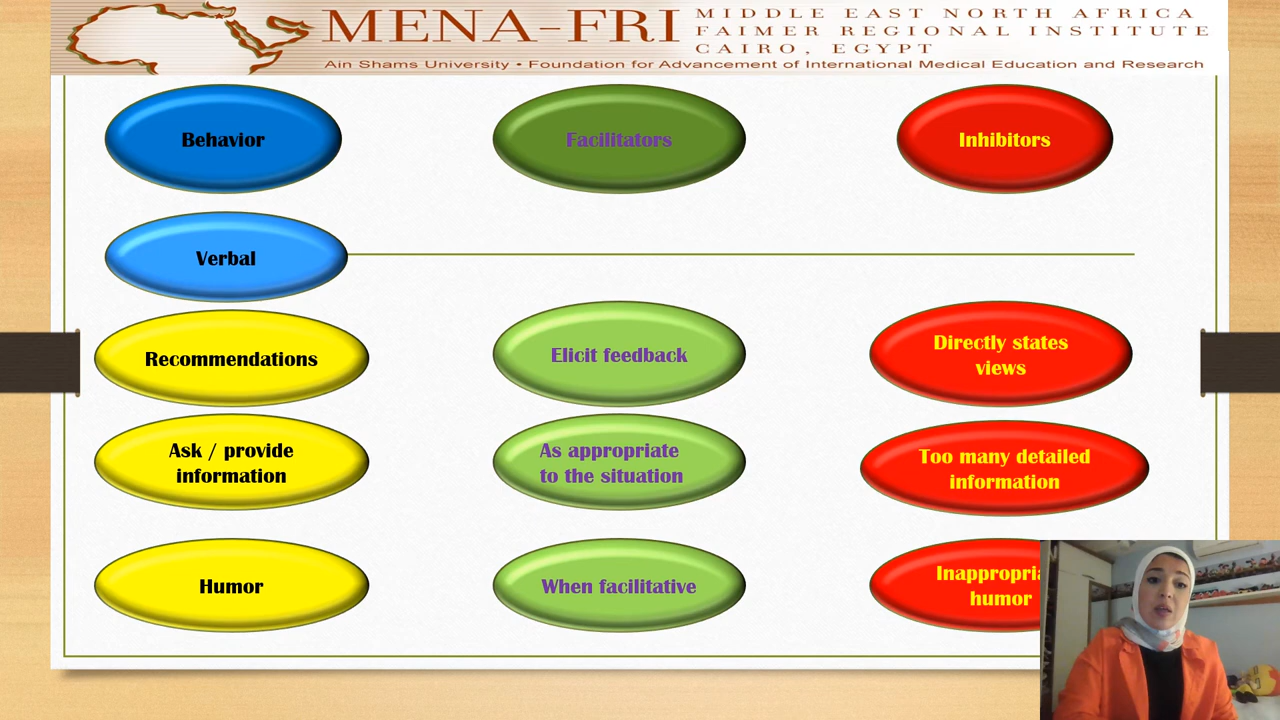 MENA-FRI
MIDDLE EAST NORTH AFRICA
FAIMER REGIONAL INSTITUTE
CAIRO, EGYPT
Ain Shams University • Foundation for Advancement of International Medical Education and Research
Behavior
Facilitators
Inhibitors
Verbal
Recommendations
Elicit feedback
Directly states
views
Ask / provide
information
As appropriate
to the situation
Too many detailed
information
Humor
When facilitative
Inappropria
humor